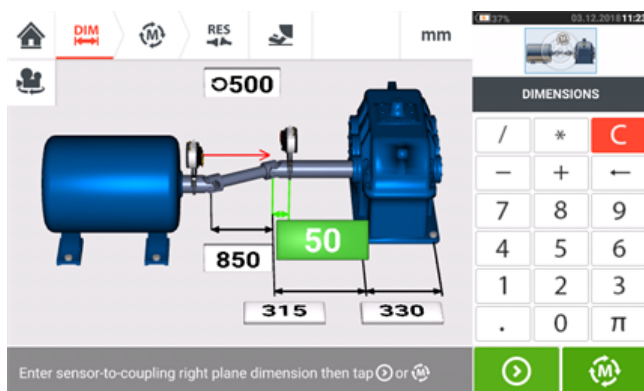 DIM
M
RES
mm
37% 03.12.2018 11:23
500
DIMENSIONS
/ * C
- + ←
7 8 9
4 5 6
1 2 3
. 0 π
50
850
315 330
Enter sensor-to-coupling right plane dimension then tap or M
M